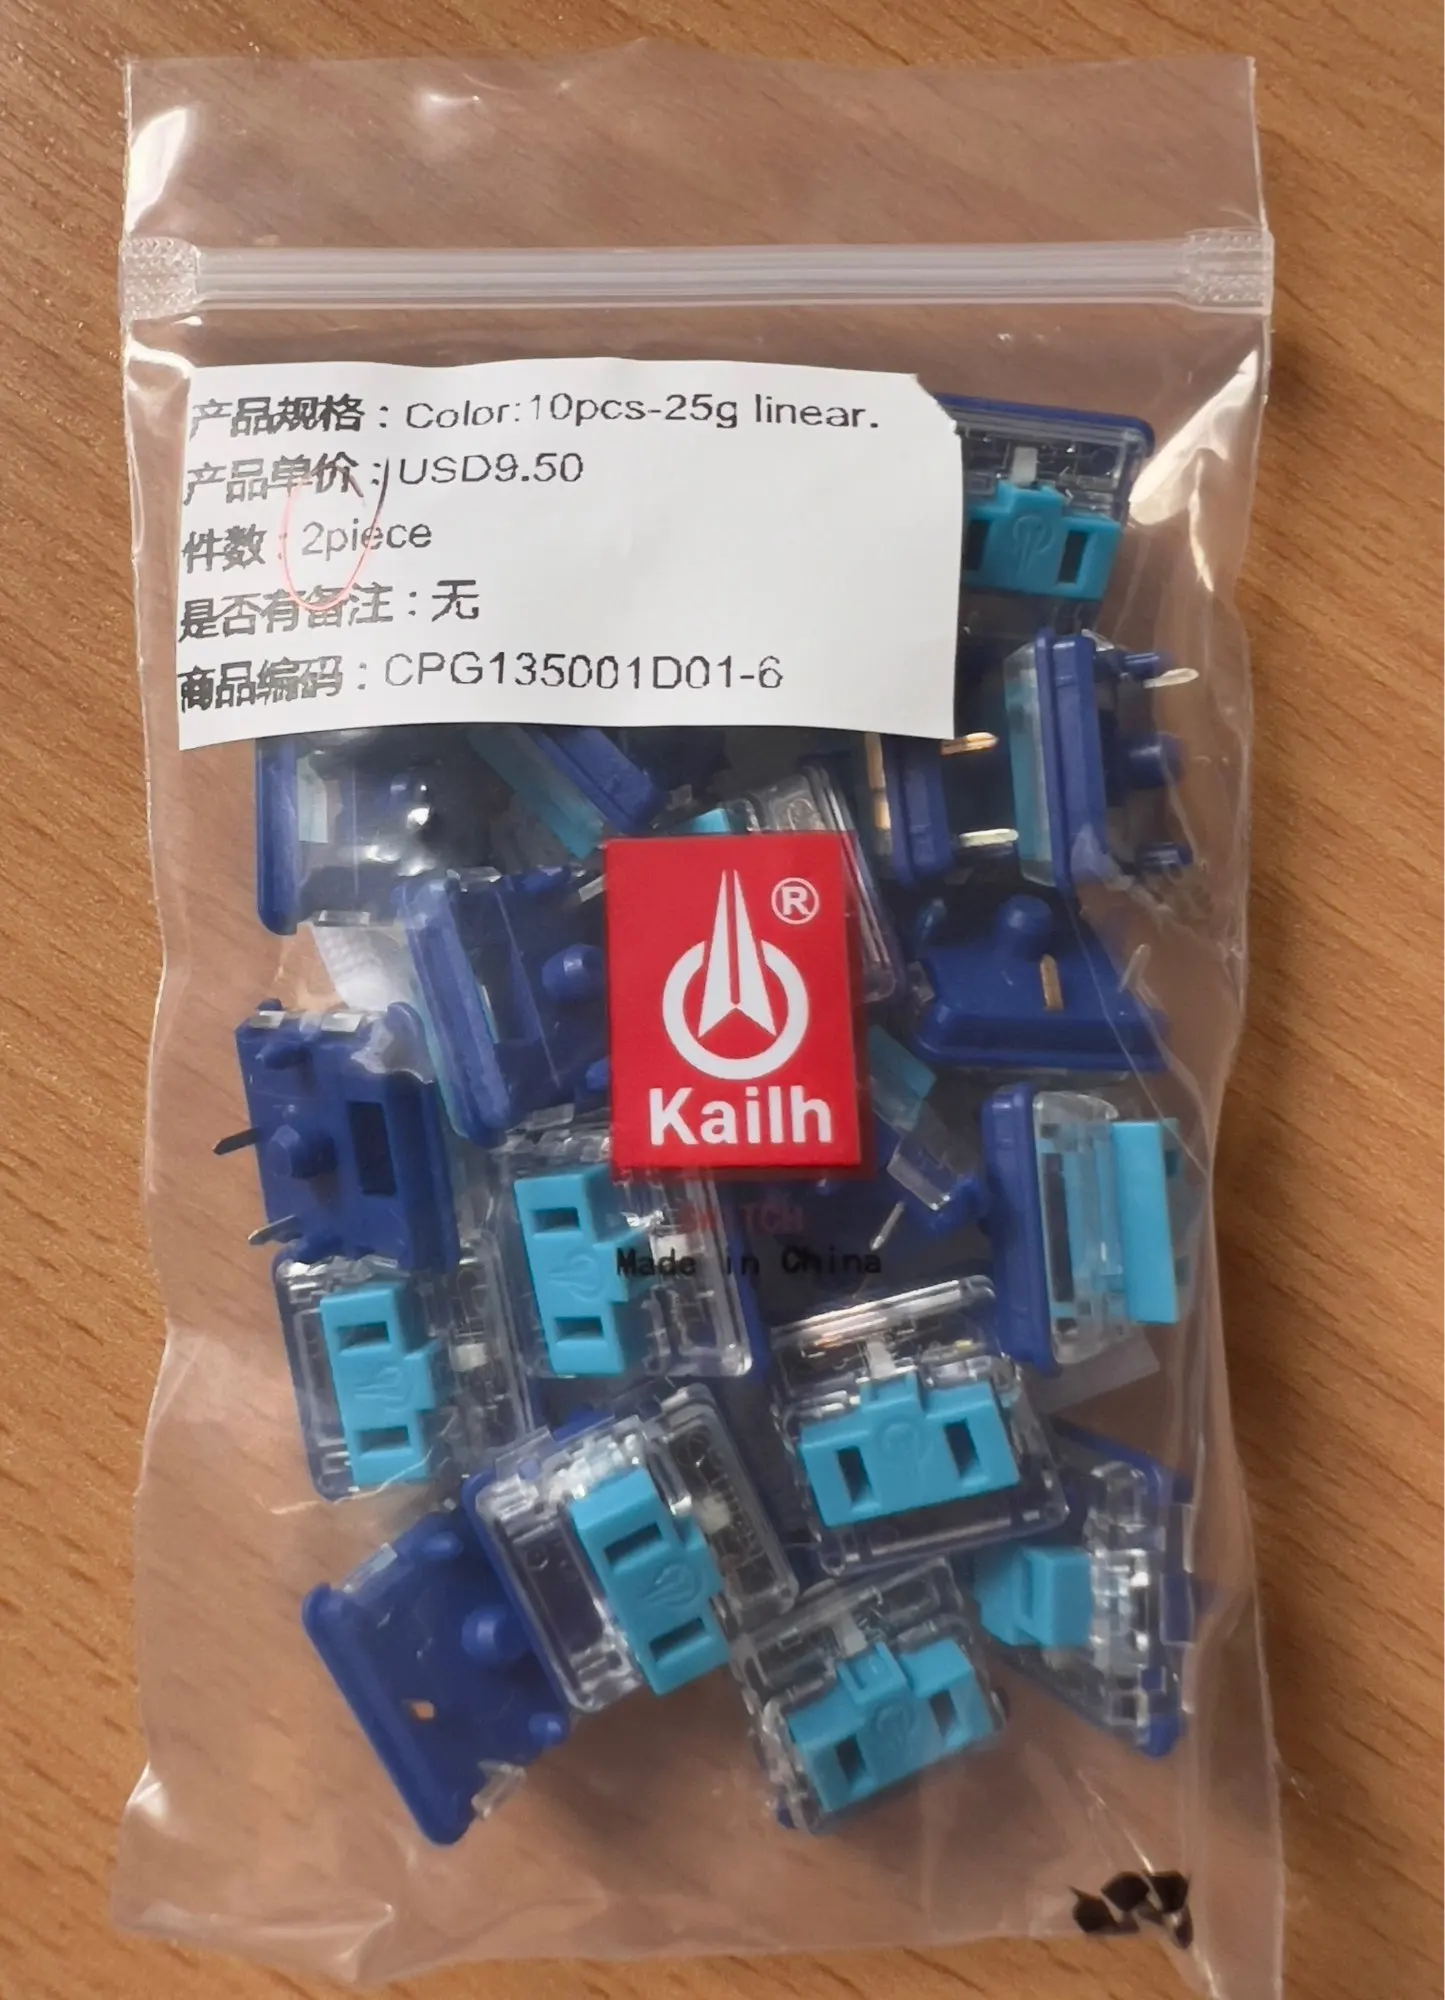 产品规格：Color:10pcs-25g linear.
产品单价：USD9.50
件数：2piece
是否有备注：无
商品编码：CPG135001D01-6
®
Kailh
SWITCH
Made in China